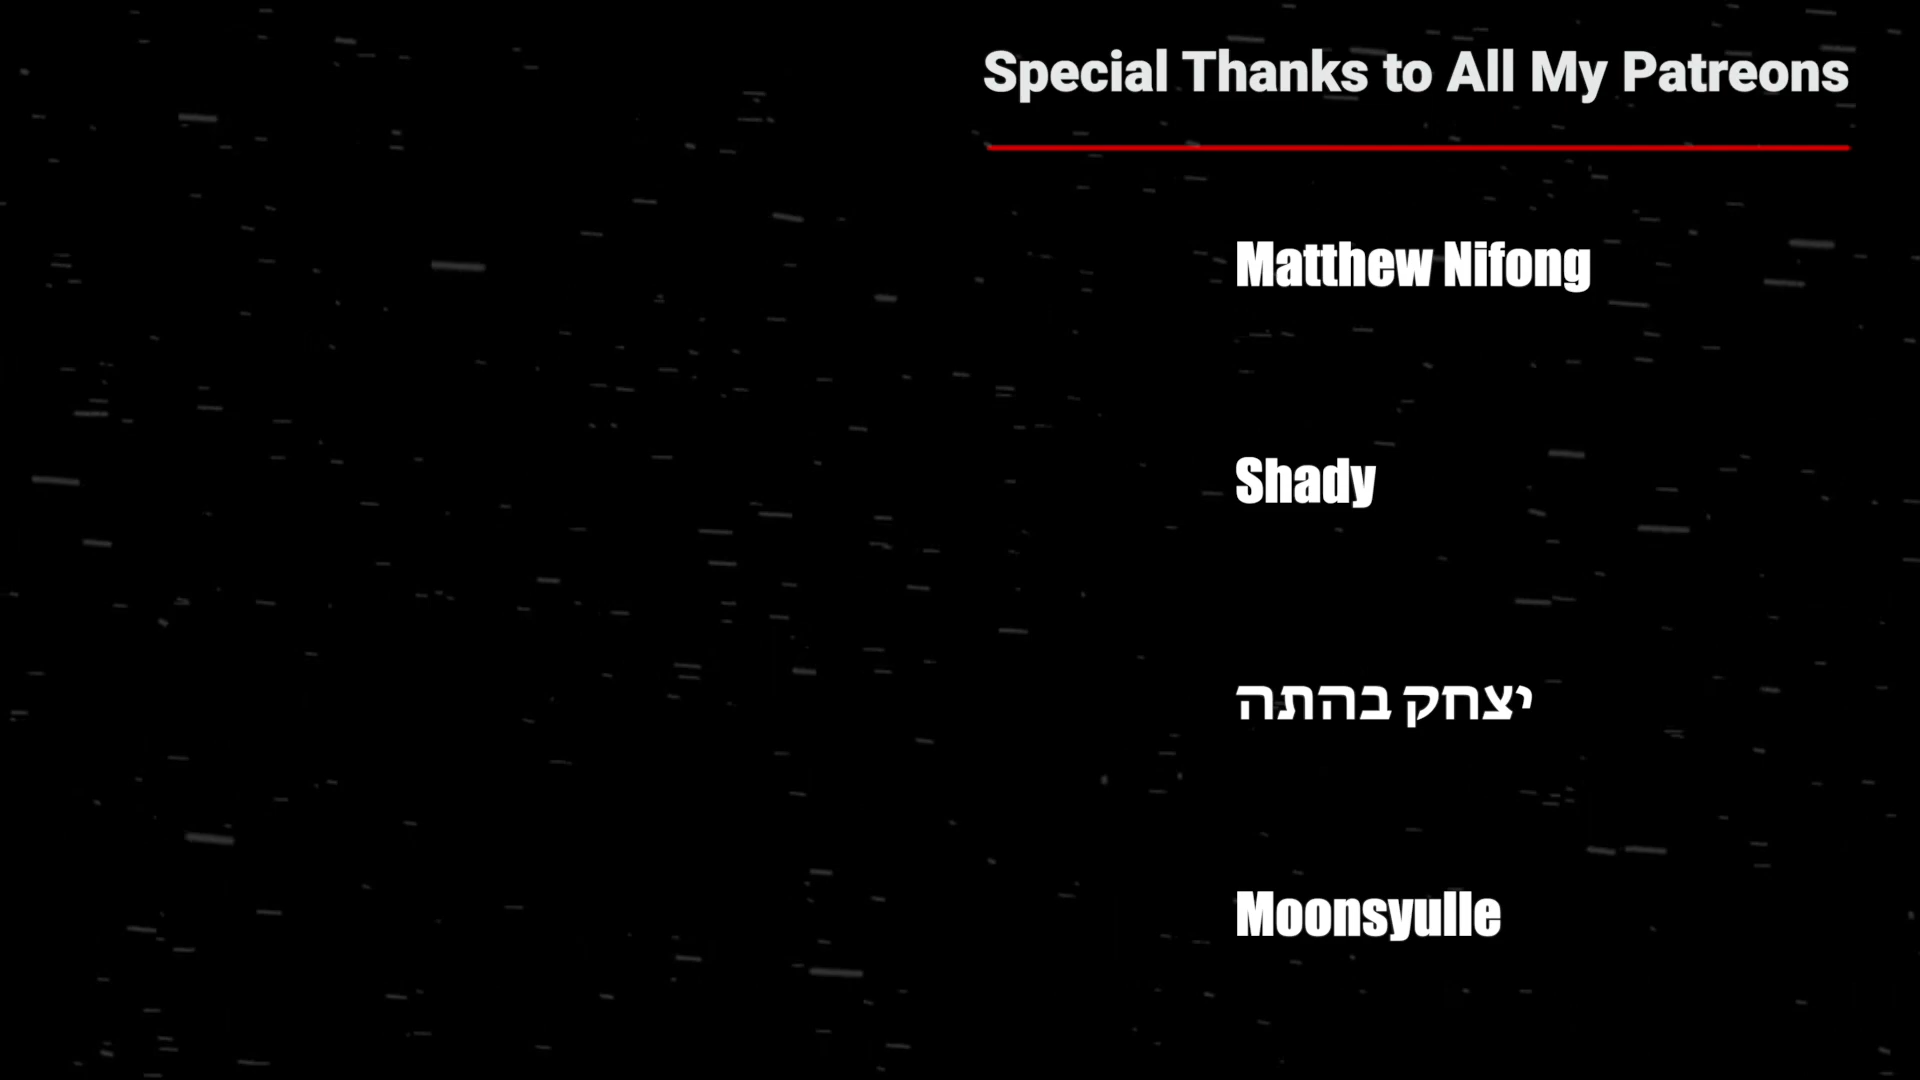 Special Thanks to All My Patreons
Matthew Nifong
Shady
יצחק בהתה
Moonsyulle